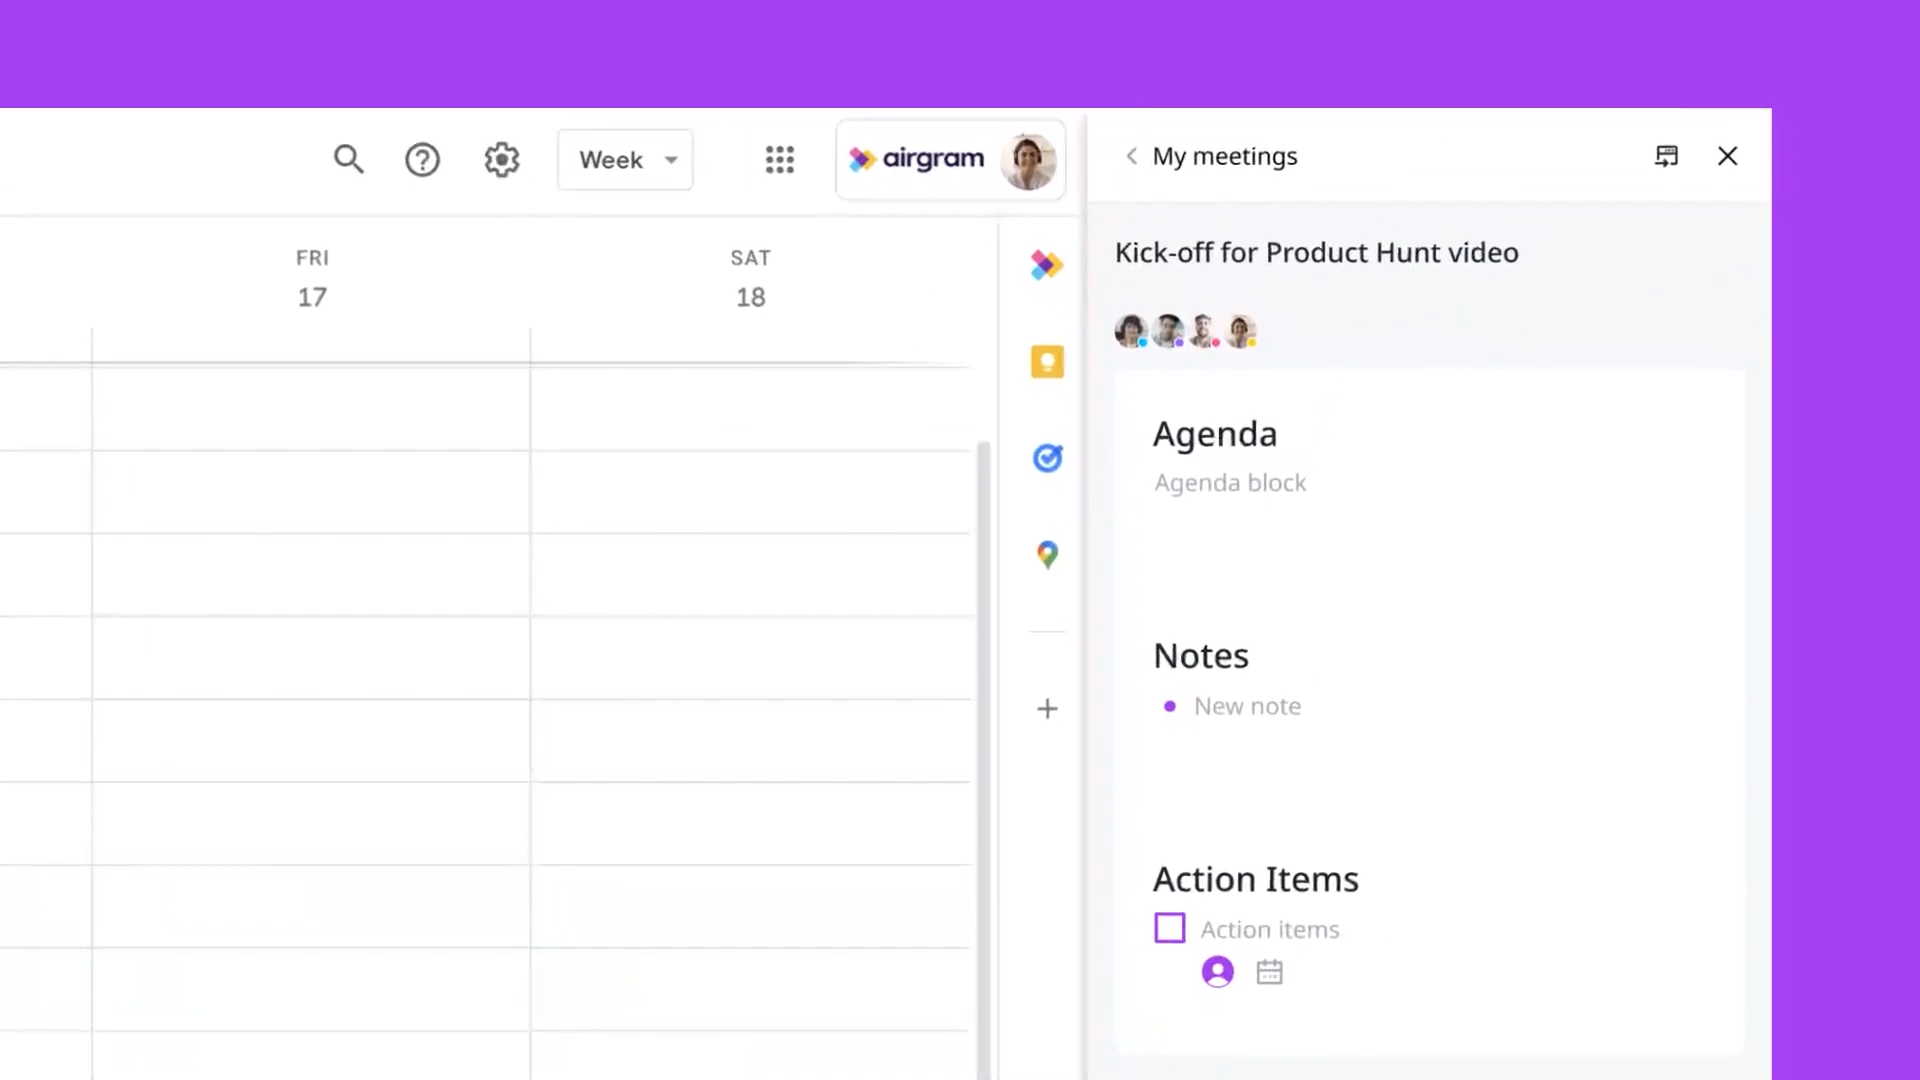 Week
airgram
My meetings
FRI
17
SAT
18
Kick-off for Product Hunt video
Agenda
Agenda block
Notes
New note
Action Items
Action items